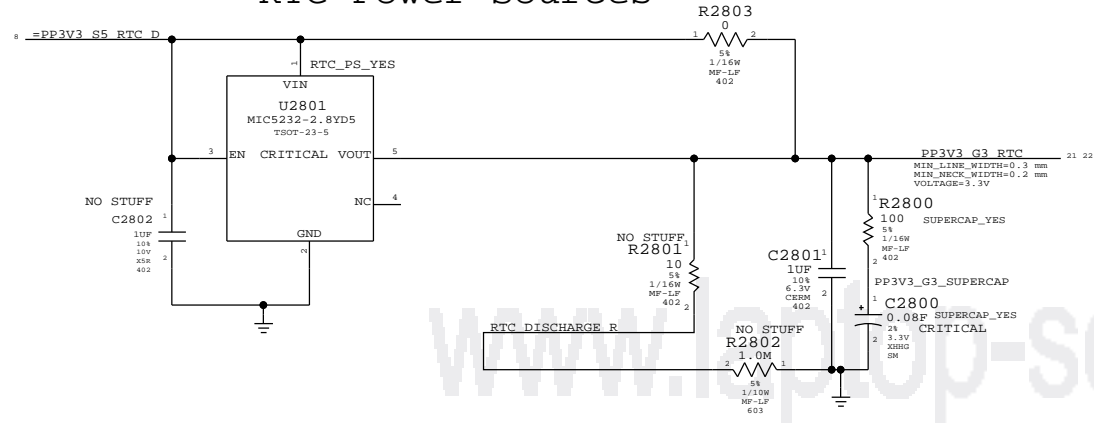 RTC Power Sources
R2803
0
5%
1/16W
MF-LF
402
1
2
8
=PP3V3_S5_RTC_D
1
RTC_PS_YES
VIN
U2801
MIC5232-2.8YD5
TSOT-23-5
3
EN CRITICAL VOUT
5
NC
4
GND
2
NO STUFF
C2802
1UF
10%
10V
X5R
402
1
2
PP3V3_G3_RTC
21 22
MIN_LINE_WIDTH=0.3 mm
MIN_NECK_WIDTH=0.2 mm
VOLTAGE=3.3V
1
R2800
100
5%
1/16W
MF-LF
402
SUPERCAP_YES
2
NO STUFF
R2801
10
5%
1/16W
MF-LF
402
1
2
C2801
1UF
10%
6.3V
CERM
402
1
2
PP3V3_G3_SUPERCAP
1
+
C2800
0.08F
2%
3.3V
XHHG
SM
SUPERCAP_YES
CRITICAL
2
RTC_DISCHARGE_R
NO STUFF
R2802
1.0M
2
1
5%
1/10W
MF-LF
603
www.laptop-s